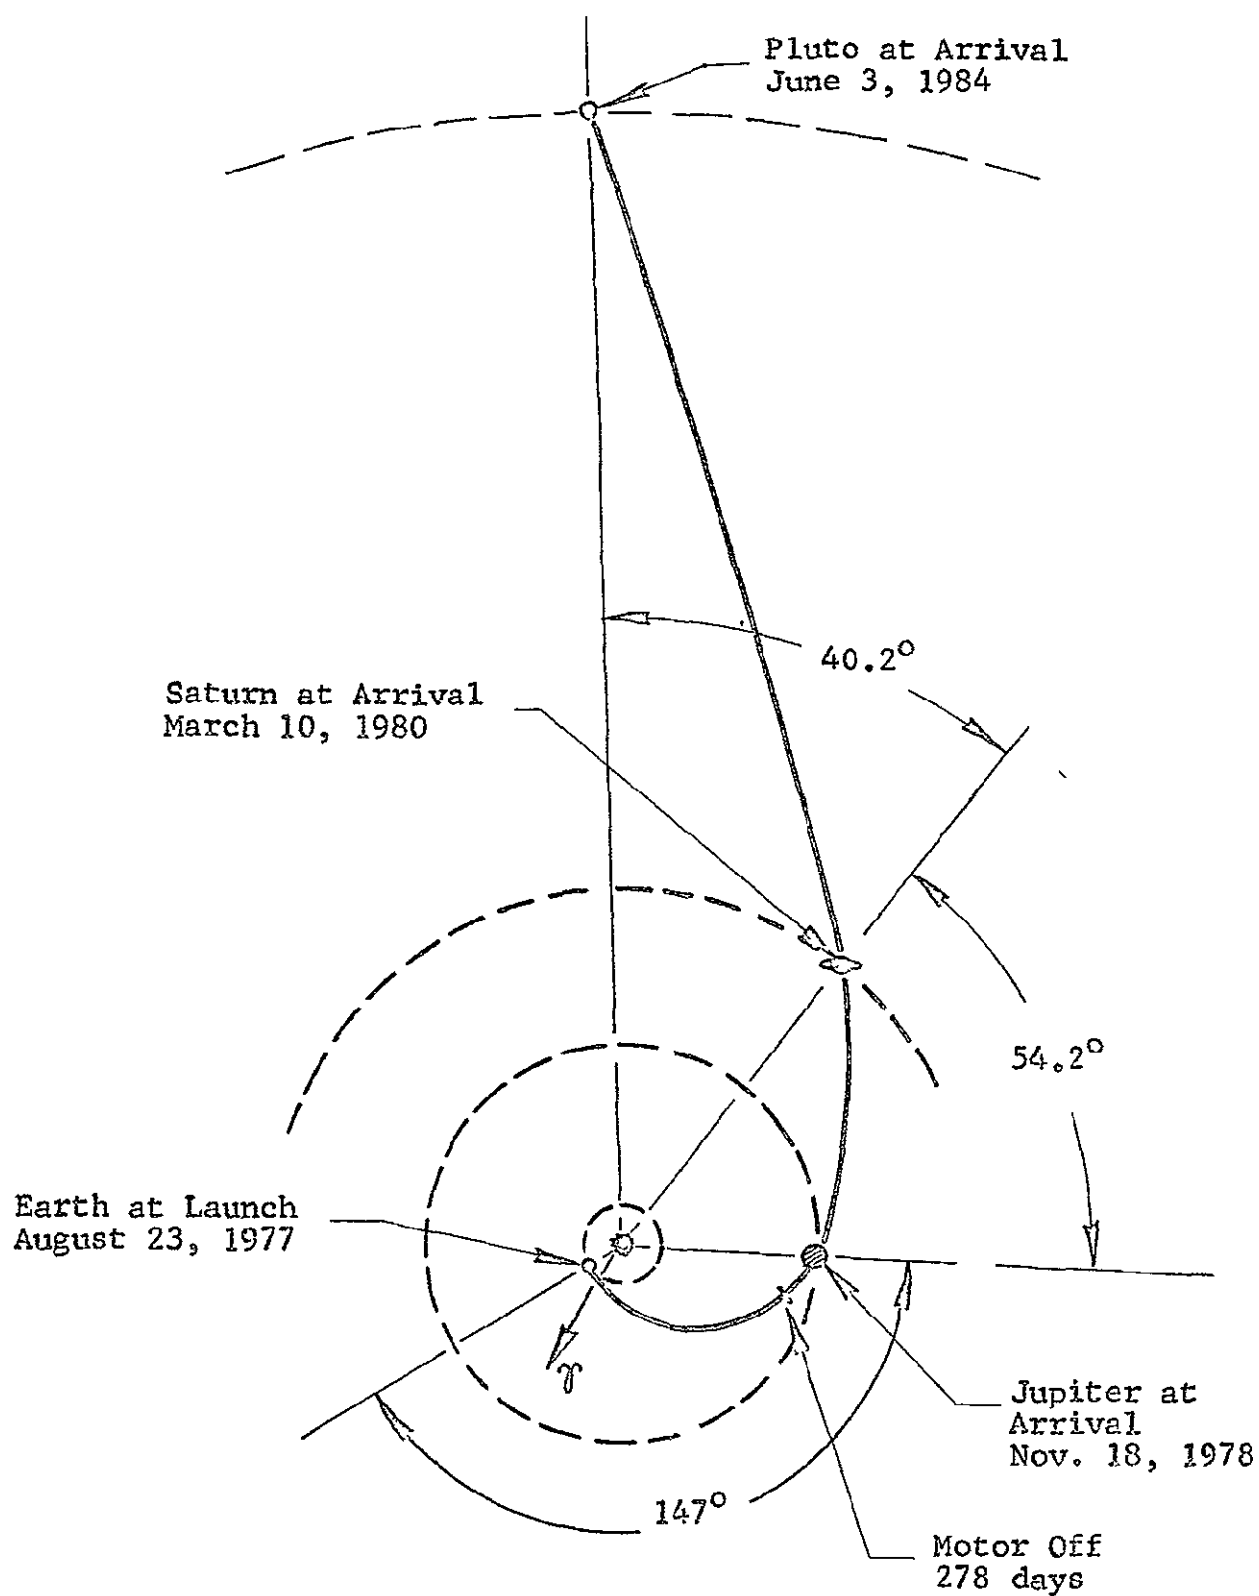 Pluto at Arrival
June 3, 1984
40.2°
Saturn at Arrival
March 10, 1980
54.2°
Earth at Launch
August 23, 1977
♈
Jupiter at
Arrival
Nov. 18, 1978
147°
Motor Off
278 days